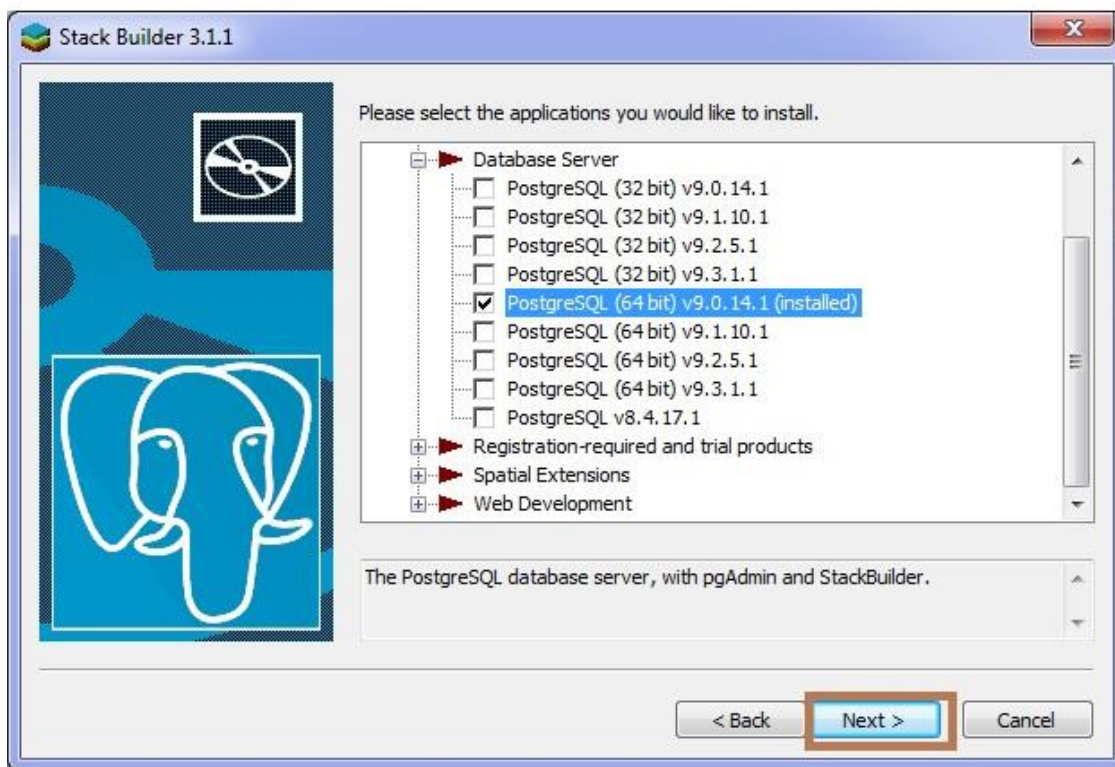 Stack Builder 3.1.1
Please select the applications you would like to install.
Database Server
PostgreSQL (32 bit) v9.0.14.1
PostgreSQL (32 bit) v9.1.10.1
PostgreSQL (32 bit) v9.2.5.1
PostgreSQL (32 bit) v9.3.1.1
PostgreSQL (64 bit) v9.0.14.1 (installed)
PostgreSQL (64 bit) v9.1.10.1
PostgreSQL (64 bit) v9.2.5.1
PostgreSQL (64 bit) v9.3.1.1
PostgreSQL v8.4.17.1
Registration-required and trial products
Spatial Extensions
Web Development
The PostgreSQL database server, with pgAdmin and StackBuilder.
< Back Next > Cancel